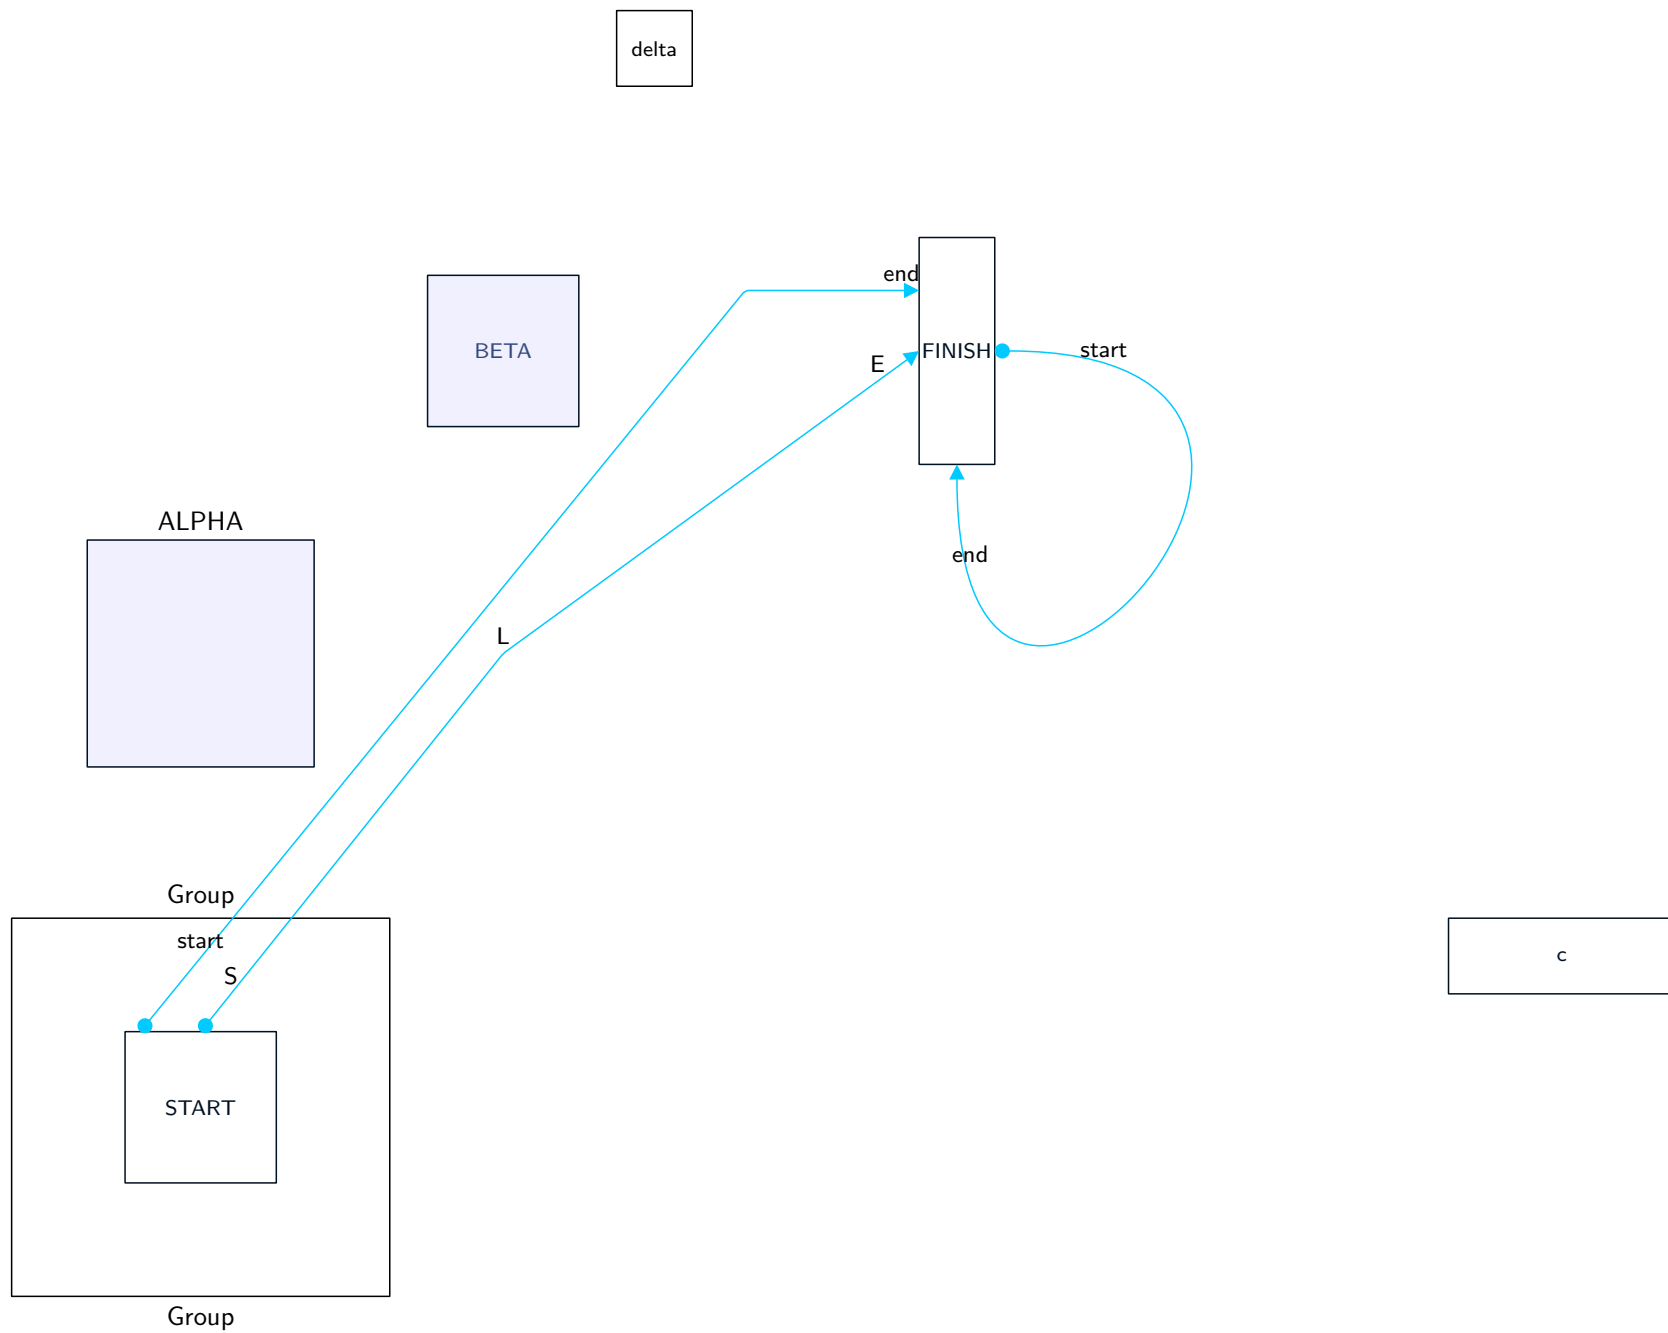 delta
end
BETA
FINISH
start
E
ALPHA
end
L
Group
start
S
c
START
Group